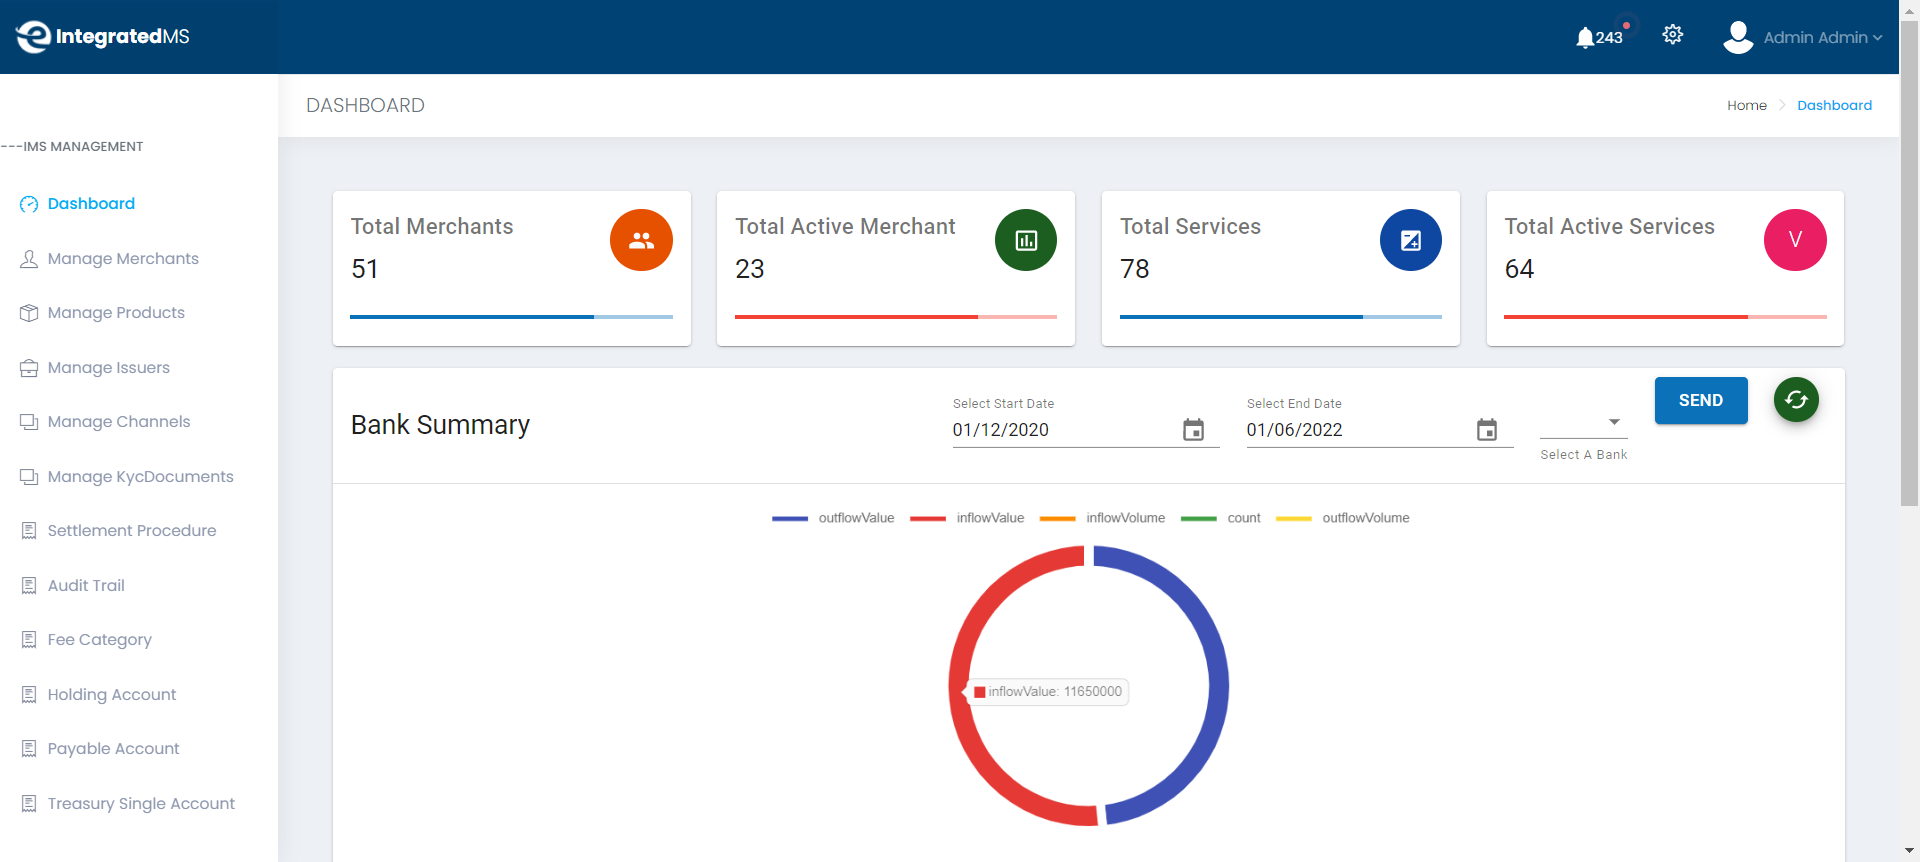 IntegratedMS
243
Admin Admin
DASHBOARD
Home
Dashboard
---IMS MANAGEMENT
Dashboard
Manage Merchants
Manage Products
Manage Issuers
Manage Channels
Manage KycDocuments
Settlement Procedure
Audit Trail
Fee Category
Holding Account
Payable Account
Treasury Single Account
Total Merchants
51
Total Active Merchant
23
Total Services
78
Total Active Services
64
V
Bank Summary
Select Start Date
01/12/2020
Select End Date
01/06/2022
Select A Bank
SEND
outflowValue inflowValue inflowVolume count outflowVolume
inflowValue: 11650000